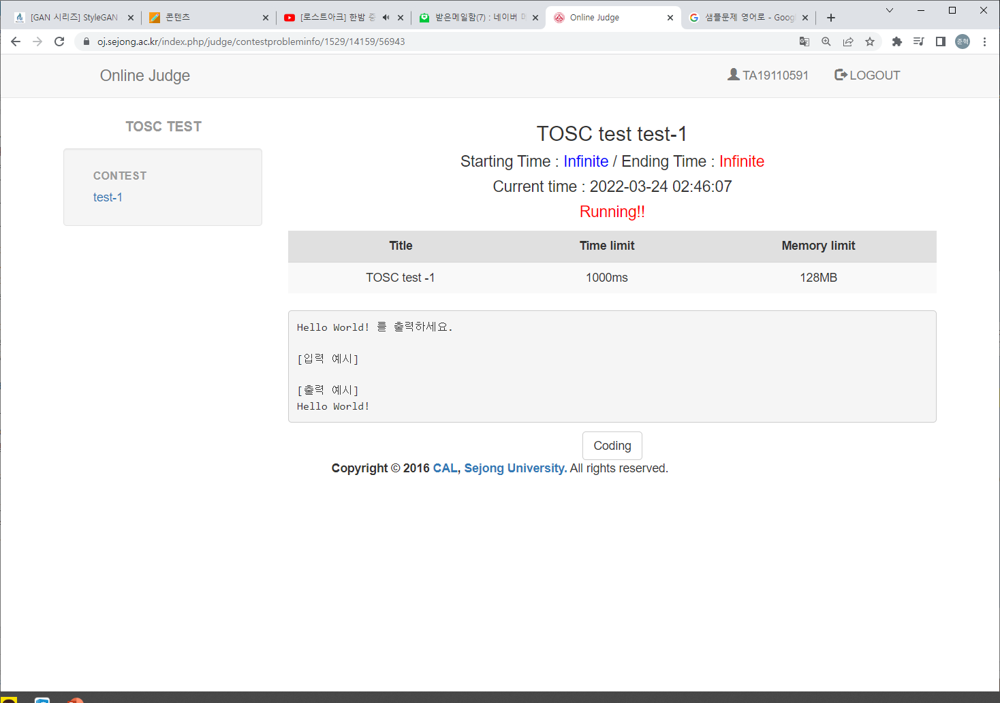 [GAN 시리즈] StyleGAN
콘텐츠
[로스트아크] 한밤 중
받은메일함(7) : 네이버 메
Online Judge
샘플문제 영어로 - Goog
oj.sejong.ac.kr/index.php/judge/contestprobleminfo/1529/14159/56943
준혁
Online Judge
TA19110591
LOGOUT
TOSC TEST
CONTEST
test-1
TOSC test test-1
Starting Time : Infinite / Ending Time : Infinite
Current time : 2022-03-24 02:46:07
Running!!
Title Time limit Memory limit
TOSC test -1 1000ms 128MB
Hello World! 를 출력하세요.
[입력 예시]
[출력 예시]
Hello World!
Coding
Copyright © 2016 CAL, Sejong University. All rights reserved.